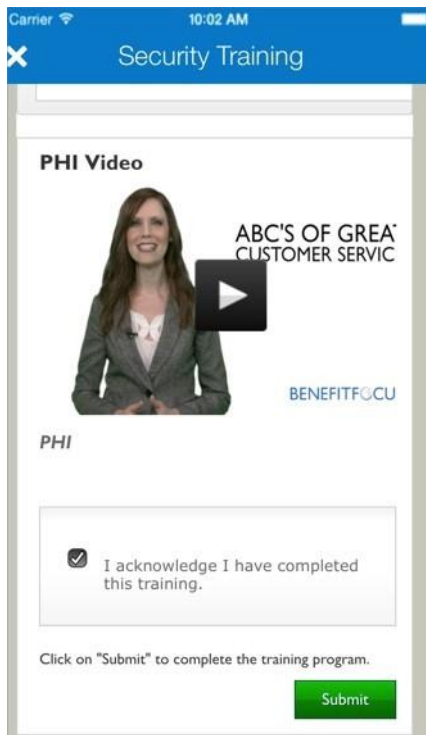 Carrier 10:02 AM
Security Training
PHI Video
ABC'S OF GREAT
CUSTOMER SERVIC
BENEFITFOCU
PHI
I acknowledge I have completed
this training.
Click on "Submit" to complete the training program.
Submit